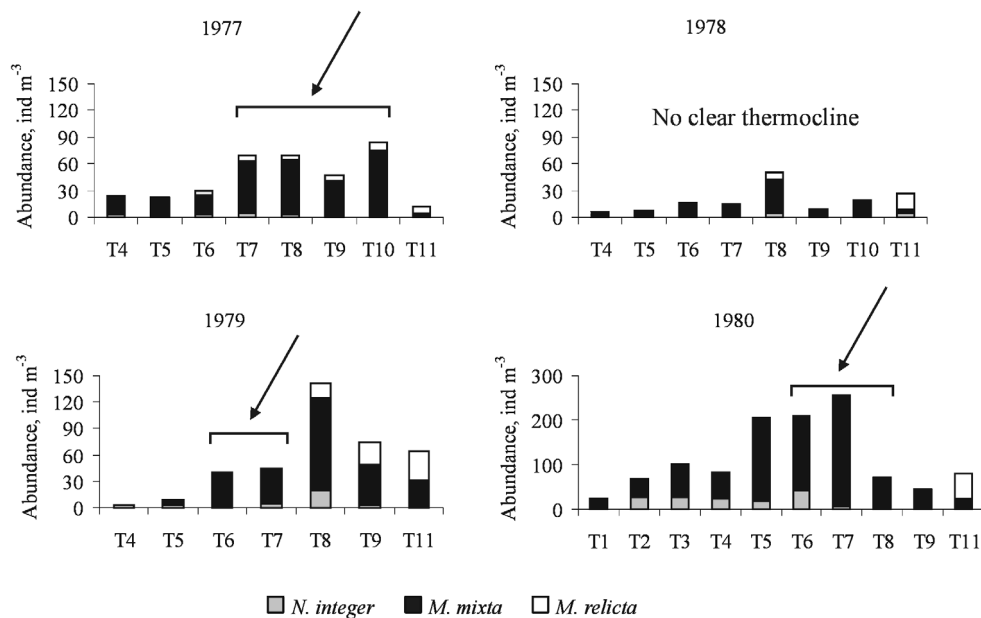 1977
Abundance, ind m⁻³
150
120
90
60
30
0
T4 T5 T6 T7 T8 T9 T10 T11
1978
Abundance, ind m⁻³
150
120
90
60
30
0
No clear thermocline
T4 T5 T6 T7 T8 T9 T10 T11
1979
Abundance, ind m⁻³
150
120
90
60
30
0
T4 T5 T6 T7 T8 T9 T11
1980
Abundance, ind m⁻³
300
200
100
0
T1 T2 T3 T4 T5 T6 T7 T8 T9 T11
N. integer M. mixta M. relicta